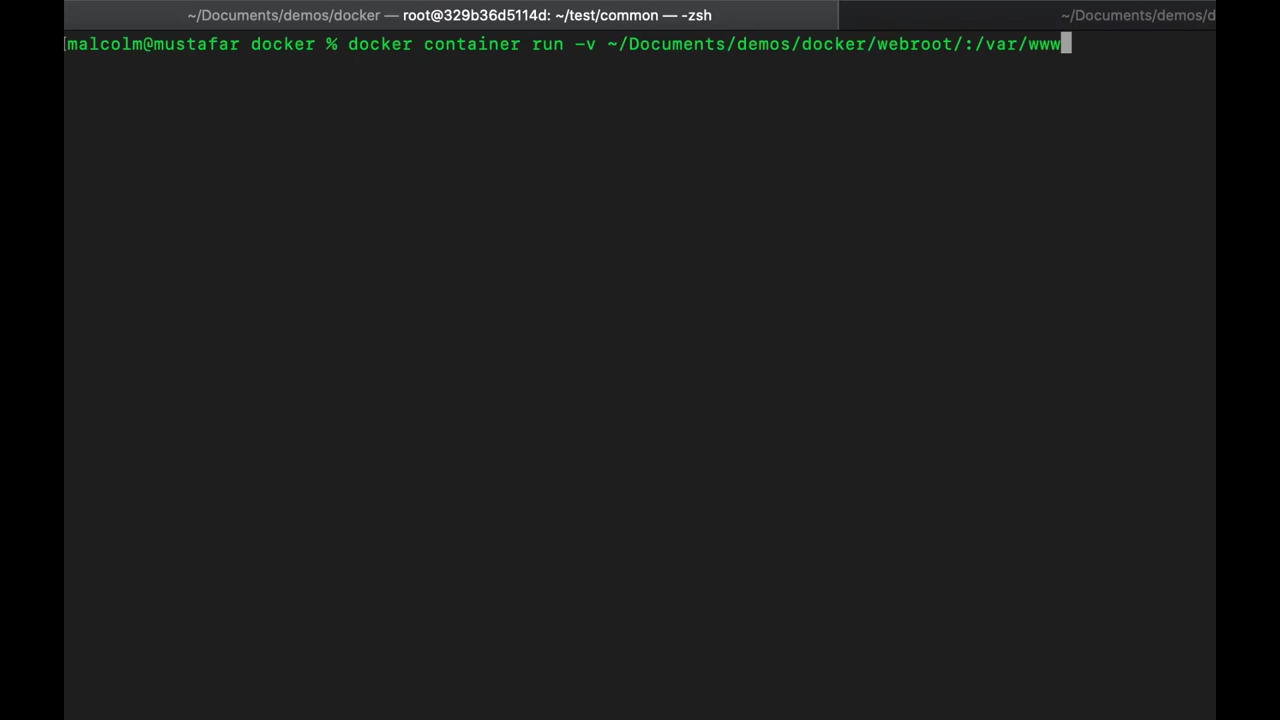 ~/Documents/demos/docker — root@329b36d5114d: ~/test/common — -zsh
~/Documents/demos/d
[malcolm@mustafar docker % docker container run -v ~/Documents/demos/docker/webroot/:/var/www